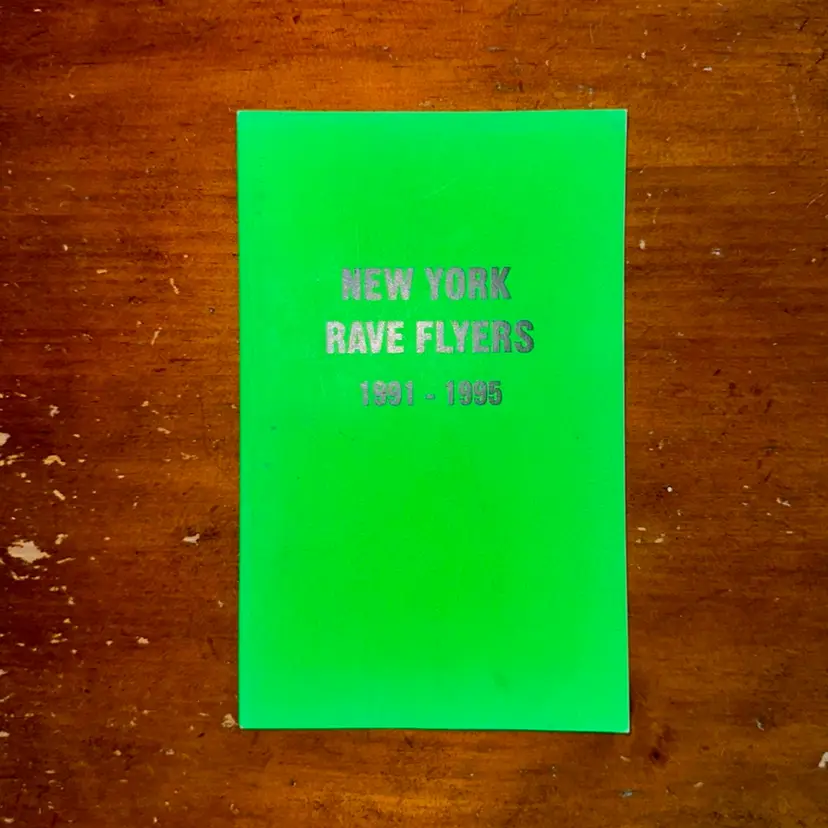 NEW YORK
RAVE FLYERS
1991 - 1995